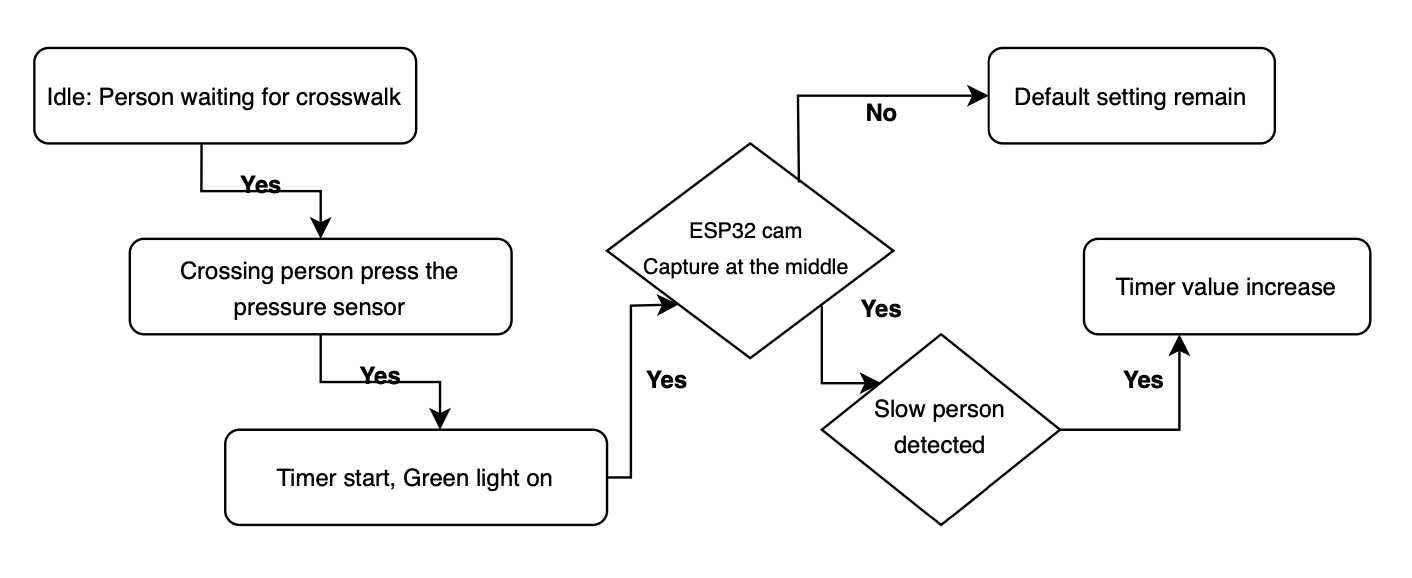 Idle: Person waiting for crosswalk
Yes
Crossing person press the
pressure sensor
Yes
Timer start, Green light on
Yes
ESP32 cam
Capture at the middle
No
Default setting remain
Yes
Slow person
detected
Yes
Timer value increase